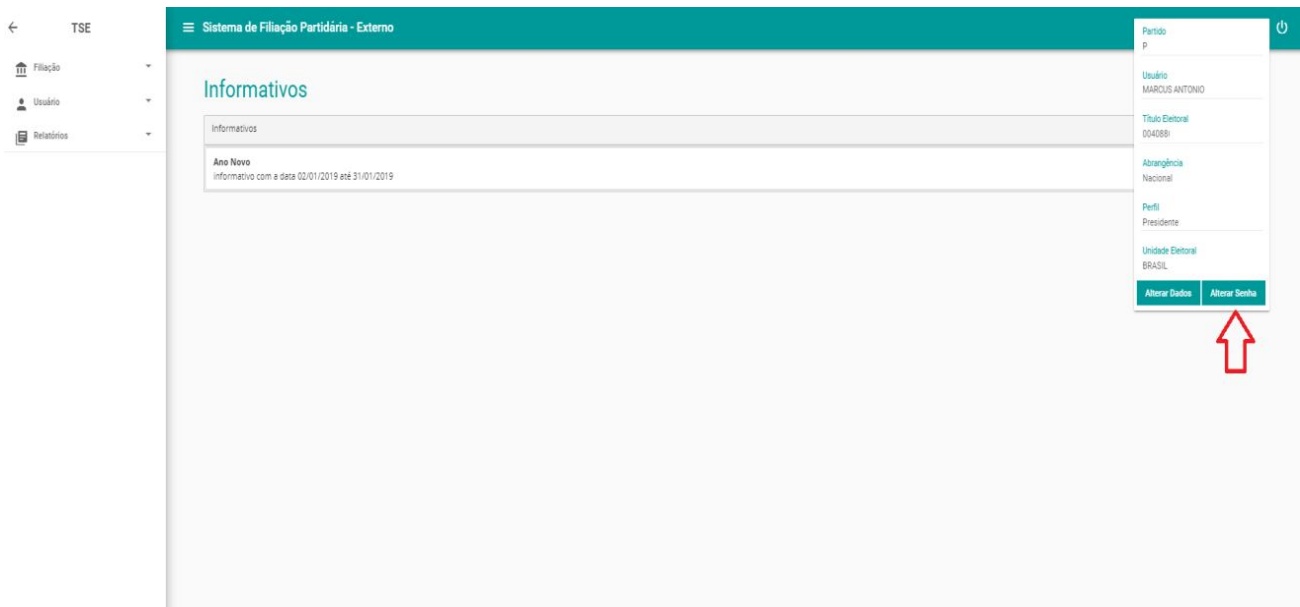 TSE
Filiação
Usuário
Relatórios
Sistema de Filiação Partidária - Externo
Informativos
Informativos
Ano Novo
informativo com a data 02/01/2019 até 31/01/2019
Partido
P
Usuário
MARCUS ANTONIO
Título Eleitoral
004088
Abrangência
Nacional
Perfil
Presidente
Unidade Eleitoral
BRASIL
Alterar Dados Alterar Senha